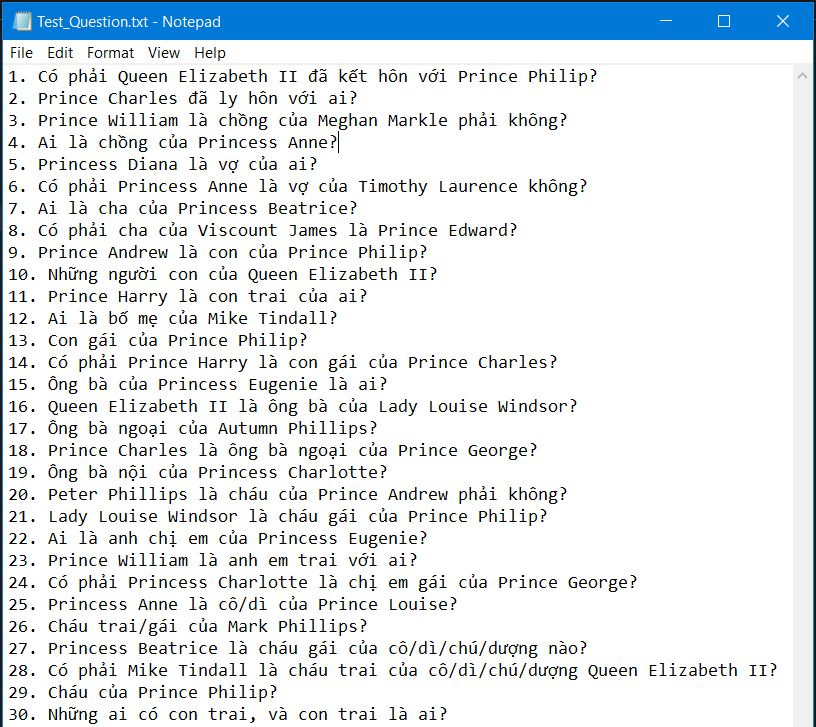 Test_Question.txt - Notepad
File Edit Format View Help
1. Có phải Queen Elizabeth II đã kết hôn với Prince Philip?
2. Prince Charles đã ly hôn với ai?
3. Prince William là chồng của Meghan Markle phải không?
4. Ai là chồng của Princess Anne?
5. Princess Diana là vợ của ai?
6. Có phải Princess Anne là vợ của Timothy Laurence không?
7. Ai là cha của Princess Beatrice?
8. Có phải cha của Viscount James là Prince Edward?
9. Prince Andrew là con của Prince Philip?
10. Những người con của Queen Elizabeth II?
11. Prince Harry là con trai của ai?
12. Ai là bố mẹ của Mike Tindall?
13. Con gái của Prince Philip?
14. Có phải Prince Harry là con gái của Prince Charles?
15. Ông bà của Princess Eugenie là ai?
16. Queen Elizabeth II là ông bà của Lady Louise Windsor?
17. Ông bà ngoại của Autumn Phillips?
18. Prince Charles là ông bà ngoại của Prince George?
19. Ông bà nội của Princess Charlotte?
20. Peter Phillips là cháu của Prince Andrew phải không?
21. Lady Louise Windsor là cháu gái của Prince Philip?
22. Ai là anh chị em của Princess Eugenie?
23. Prince William là anh em trai với ai?
24. Có phải Princess Charlotte là chị em gái của Prince George?
25. Princess Anne là cô/dì của Prince Louise?
26. Cháu trai/gái của Mark Phillips?
27. Princess Beatrice là cháu gái của cô/dì/chú/dượng nào?
28. Có phải Mike Tindall là cháu trai của cô/dì/chú/dượng Queen Elizabeth II?
29. Cháu của Prince Philip?
30. Những ai có con trai, và con trai là ai?